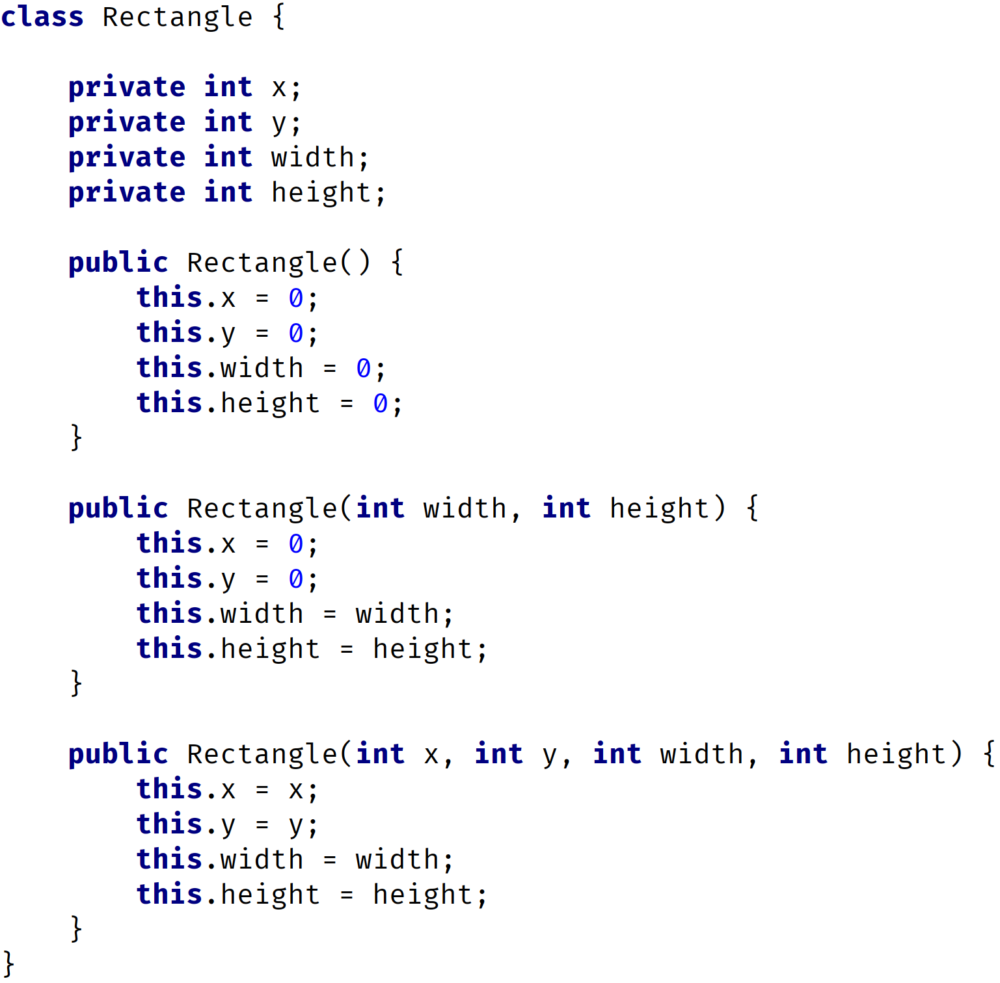 class Rectangle {
private int x;
private int y;
private int width;
private int height;
public Rectangle() {
this.x = 0;
this.y = 0;
this.width = 0;
this.height = 0;
}
public Rectangle(int width, int height) {
this.x = 0;
this.y = 0;
this.width = width;
this.height = height;
}
public Rectangle(int x, int y, int width, int height) {
this.x = x;
this.y = y;
this.width = width;
this.height = height;
}
}